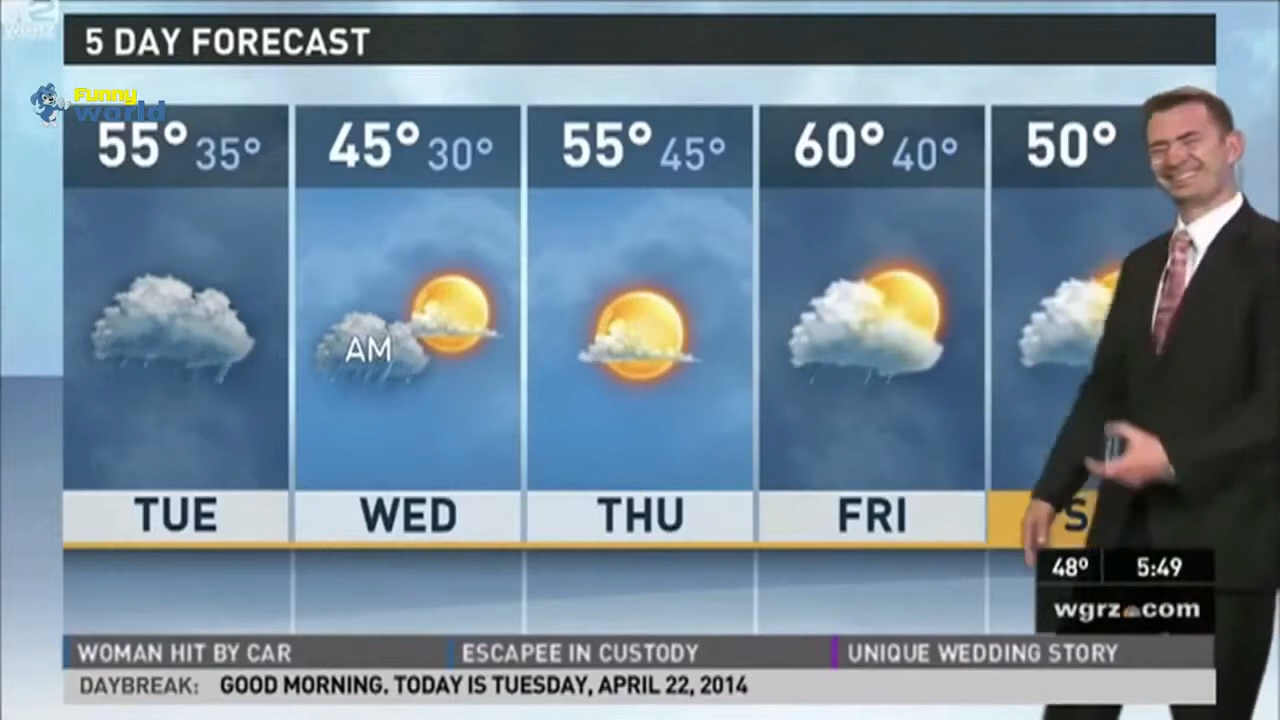 2
WGRZ
5 DAY FORECAST
Funny
world
55° 35°
45° 30°
55° 45°
60° 40°
50°
AM
TUE
WED
THU
FRI
S
48° 5:49
wgrz.com
WOMAN HIT BY CAR
ESCAPEE IN CUSTODY
UNIQUE WEDDING STORY
DAYBREAK: GOOD MORNING. TODAY IS TUESDAY, APRIL 22, 2014